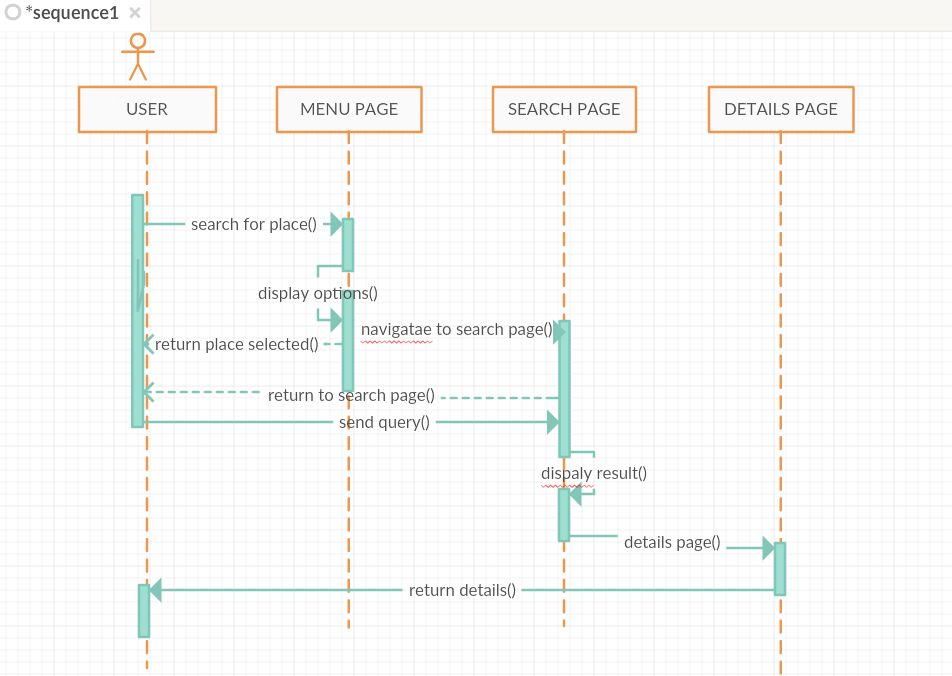 *sequence1
USER
MENU PAGE
SEARCH PAGE
DETAILS PAGE
search for place()
display options()
navigatae to search page()
return place selected()
return to search page()
send query()
dispaly result()
details page()
return details()